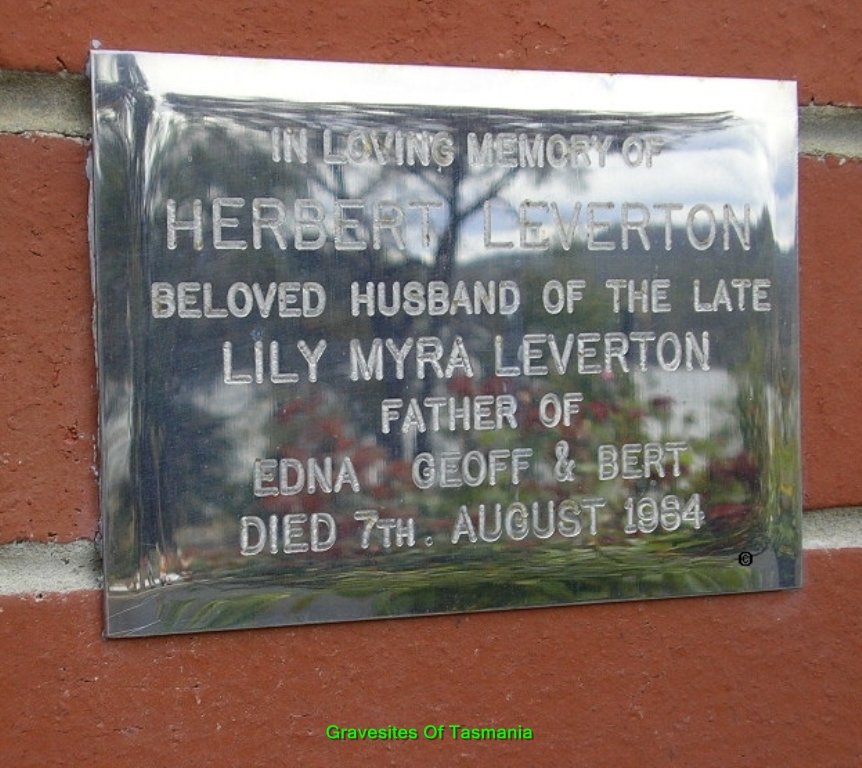 IN LOVING MEMORY OF
HERBERT LEVERTON
BELOVED HUSBAND OF THE LATE
LILY MYRA LEVERTON
FATHER OF
EDNA GEOFF & BERT
DIED 7TH. AUGUST 1984
©
Gravesites Of Tasmania